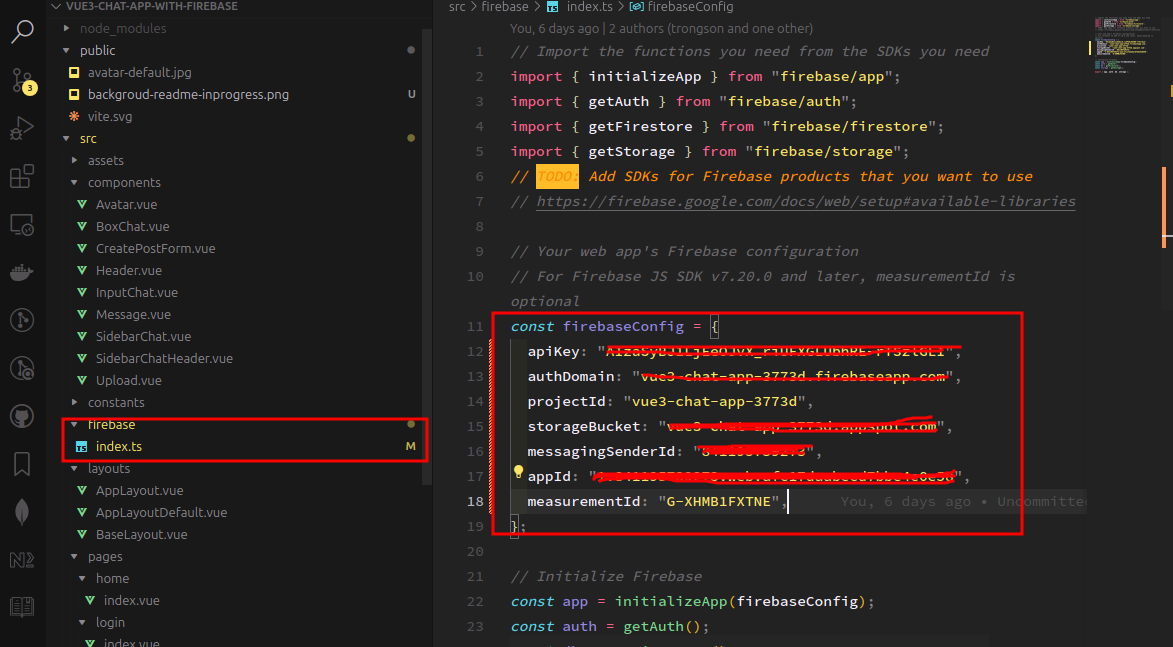 VUE3-CHAT-APP-WITH-FIREBASE
node_modules
public
avatar-default.jpg
backgroud-readme-inprogress.png U
vite.svg
src
assets
components
Avatar.vue
BoxChat.vue
CreatePostForm.vue
Header.vue
InputChat.vue
Message.vue
SidebarChat.vue
SidebarChatHeader.vue
Upload.vue
constants
firebase
index.ts M
layouts
AppLayout.vue
AppLayoutDefault.vue
BaseLayout.vue
pages
home
index.vue
login
index.vue
3
src > firebase > TS index.ts > firebaseConfig
You, 6 days ago | 2 authors (trongson and one other)
1 // Import the functions you need from the SDKs you need
2 import { initializeApp } from "firebase/app";
3 import { getAuth } from "firebase/auth";
4 import { getFirestore } from "firebase/firestore";
5 import { getStorage } from "firebase/storage";
6 // TODO: Add SDKs for Firebase products that you want to use
7 // https://firebase.google.com/docs/web/setup#available-libraries
8
9 // Your web app's Firebase configuration
10 // For Firebase JS SDK v7.20.0 and later, measurementId is
optional
11 const firebaseConfig = {
12 apiKey: "",
13 authDomain: "vue3-chat-app-3773d.firebaseapp.com",
14 projectId: "vue3-chat-app-3773d",
15 storageBucket: "vue3-chat-app-3773d.appspot.com",
16 messagingSenderId: "",
17 appId: "",
18 measurementId: "G-XHMB1FXTNE", You, 6 days ago • Uncommitte
19 };
20
21 // Initialize Firebase
22 const app = initializeApp(firebaseConfig);
23 const auth = getAuth();